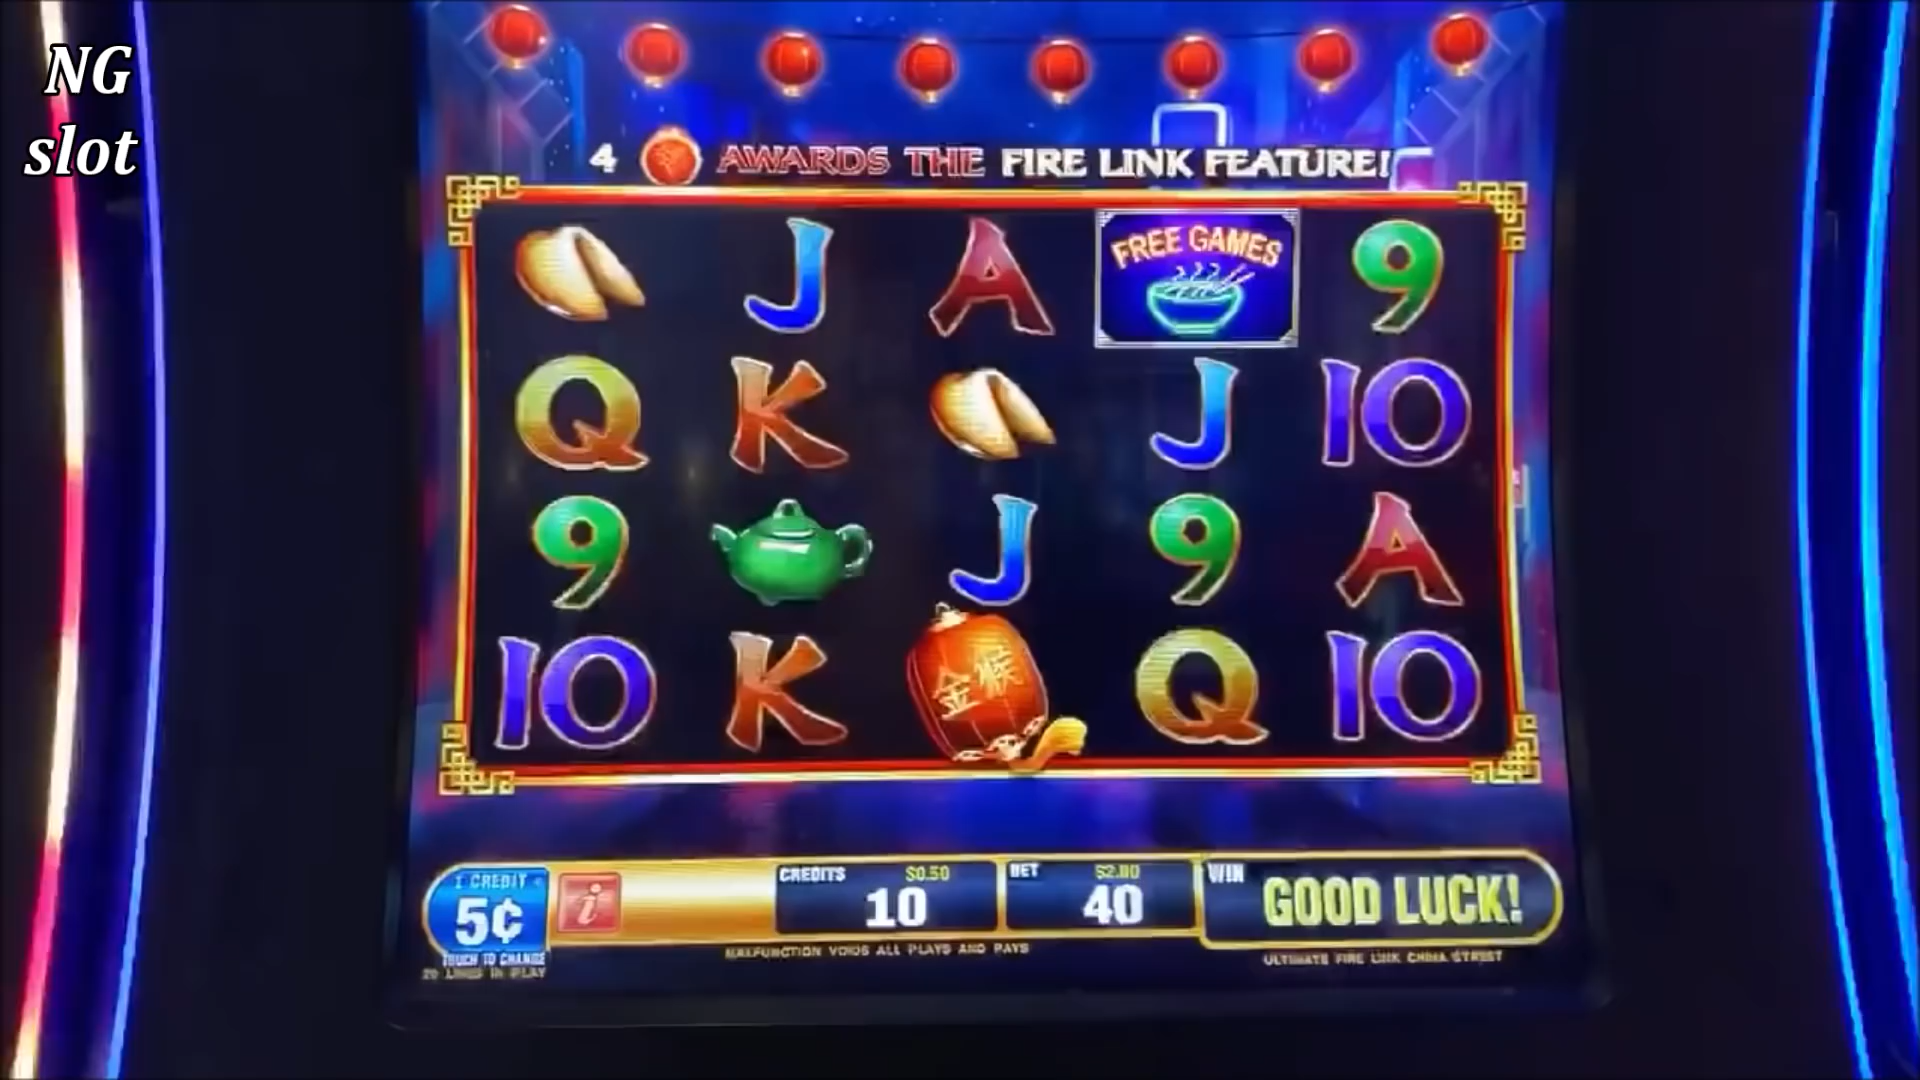 NG
slot
4 AWARDS THE FIRE LINK FEATURE!
J A FREE GAMES 9
Q K J 10
9 J 9 A
10 K 金猴 Q 10
1 CREDIT =
5¢
TOUCH TO CHANGE
20 LINES IN PLAY
i
CREDITS $0.50
10
BET $2.00
40
WIN GOOD LUCK!
MALFUNCTION VOIDS ALL PLAYS AND PAYS
ULTIMATE FIRE LINK CHINA STREET